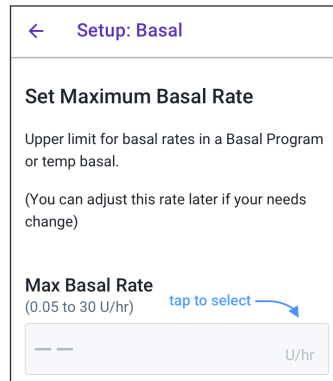 Setup: Basal
Set Maximum Basal Rate
Upper limit for basal rates in a Basal Program
or temp basal.
(You can adjust this rate later if your needs
change)
Max Basal Rate
(0.05 to 30 U/hr)
tap to select
— —
U/hr